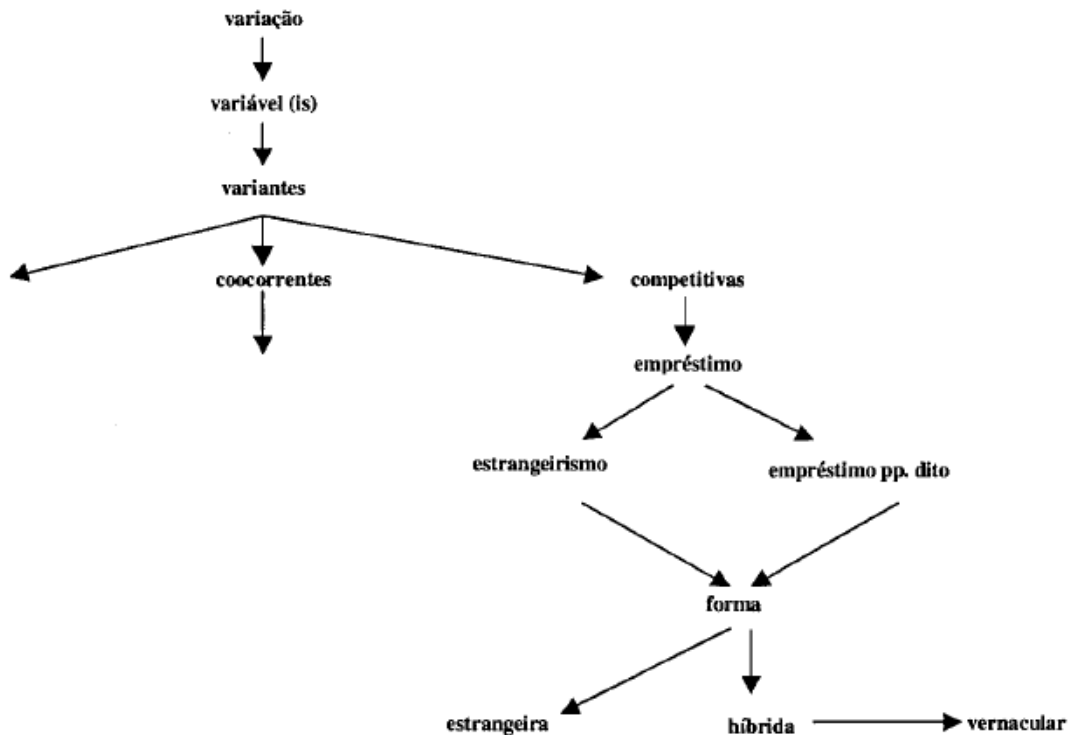 variação
variável (is)
variantes
coocorrentes
competitivas
empréstimo
estrangeirismo
empréstimo pp. dito
forma
estrangeira
híbrida
vernacular